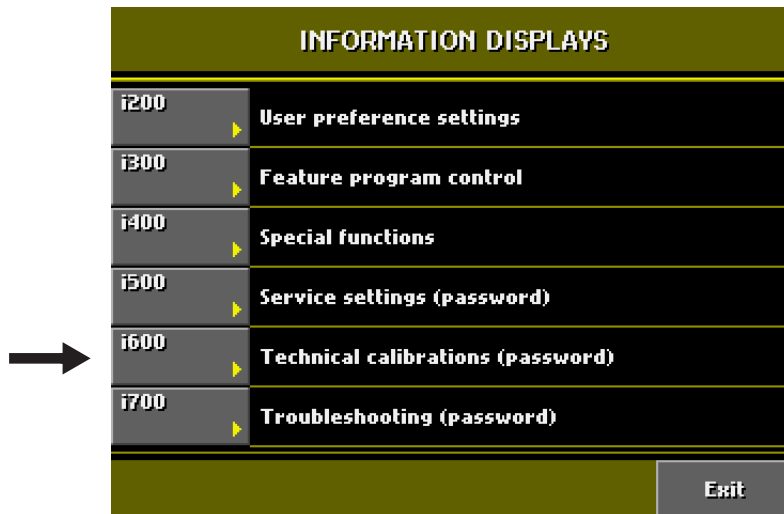 INFORMATION DISPLAYS
i200
User preference settings
i300
Feature program control
i400
Special functions
i500
Service settings (password)
i600
Technical calibrations (password)
i700
Troubleshooting (password)
Exit